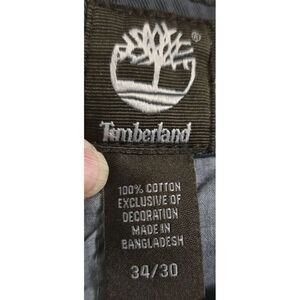 ®
Timberland
100% COTTON
EXCLUSIVE OF
DECORATION
MADE IN
BANGLADESH
34/30